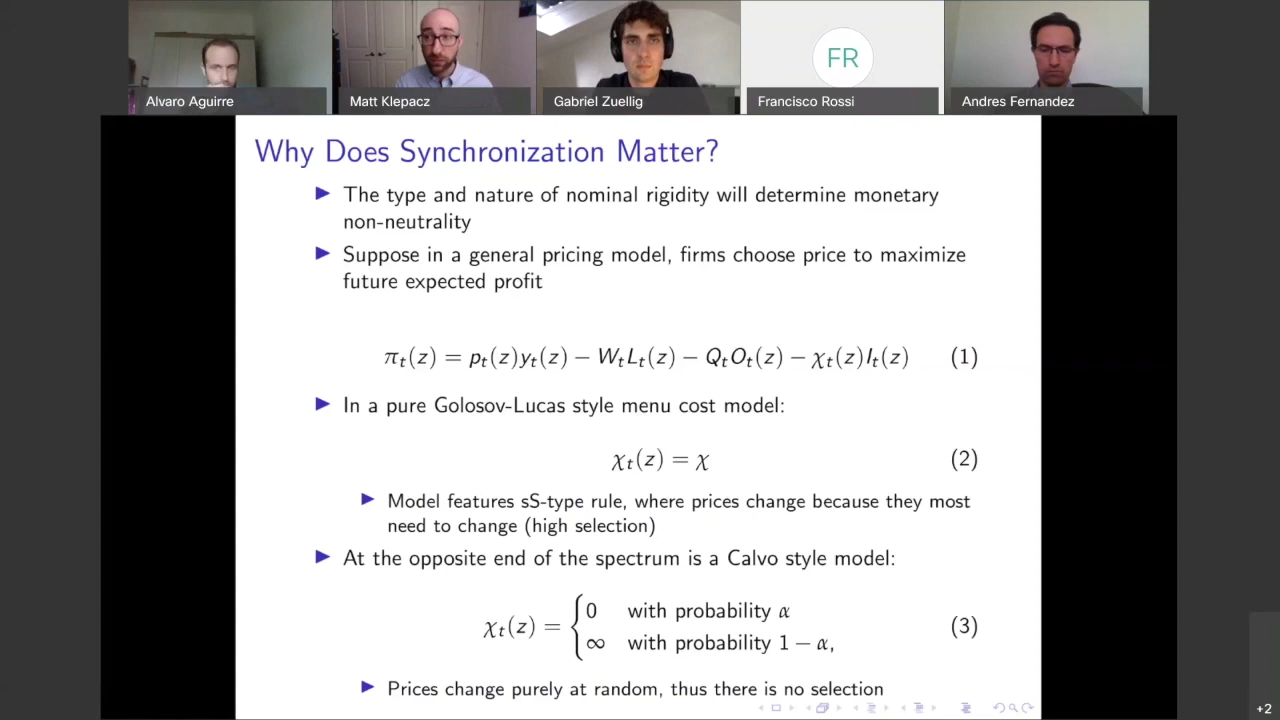 Alvaro Aguirre
Matt Klepacz
Gabriel Zuellig
FR
Francisco Rossi
Andres Fernandez
Why Does Synchronization Matter?
▶ The type and nature of nominal rigidity will determine monetary
non-neutrality
▶ Suppose in a general pricing model, firms choose price to maximize
future expected profit
πₜ(z) = pₜ(z)yₜ(z) − WₜLₜ(z) − QₜOₜ(z) − χₜ(z)Iₜ(z) (1)
▶ In a pure Golosov-Lucas style menu cost model:
χₜ(z) = χ (2)
▶ Model features sS-type rule, where prices change because they most
need to change (high selection)
▶ At the opposite end of the spectrum is a Calvo style model:
χₜ(z) = { 0 with probability α
∞ with probability 1 − α, (3)
▶ Prices change purely at random, thus there is no selection
+2